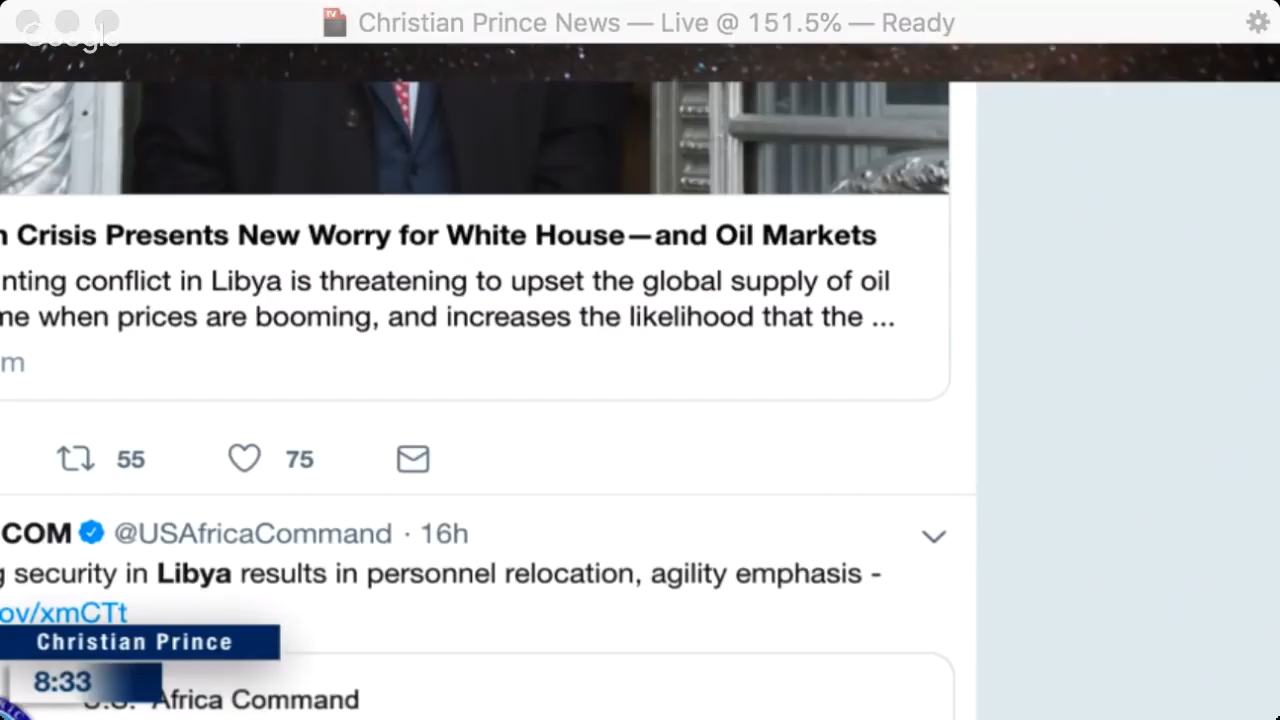 Google
Christian Prince News — Live @ 151.5% — Ready
Crisis Presents New Worry for White House—and Oil Markets
conflict in Libya is threatening to upset the global supply of oil
when prices are booming, and increases the likelihood that the ...
55 75
COM @USAfricaCommand · 16h
security in Libya results in personnel relocation, agility emphasis -
ov/xmCTt
Christian Prince
8:33
U.S. Africa Command